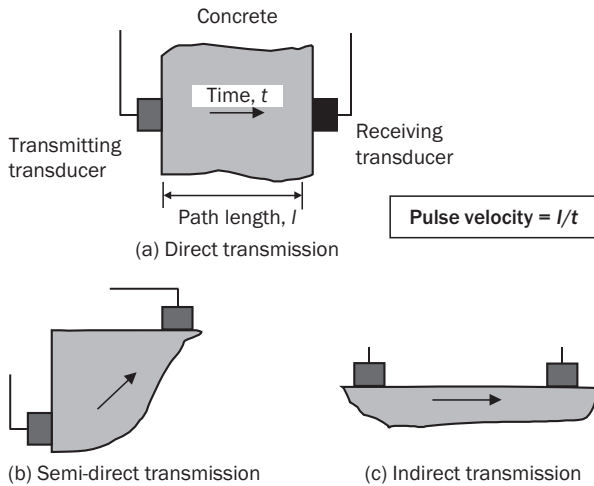 Concrete
Time, t
Transmitting
transducer
Receiving
transducer
Path length, l
Pulse velocity = l/t
(a) Direct transmission
(b) Semi-direct transmission
(c) Indirect transmission